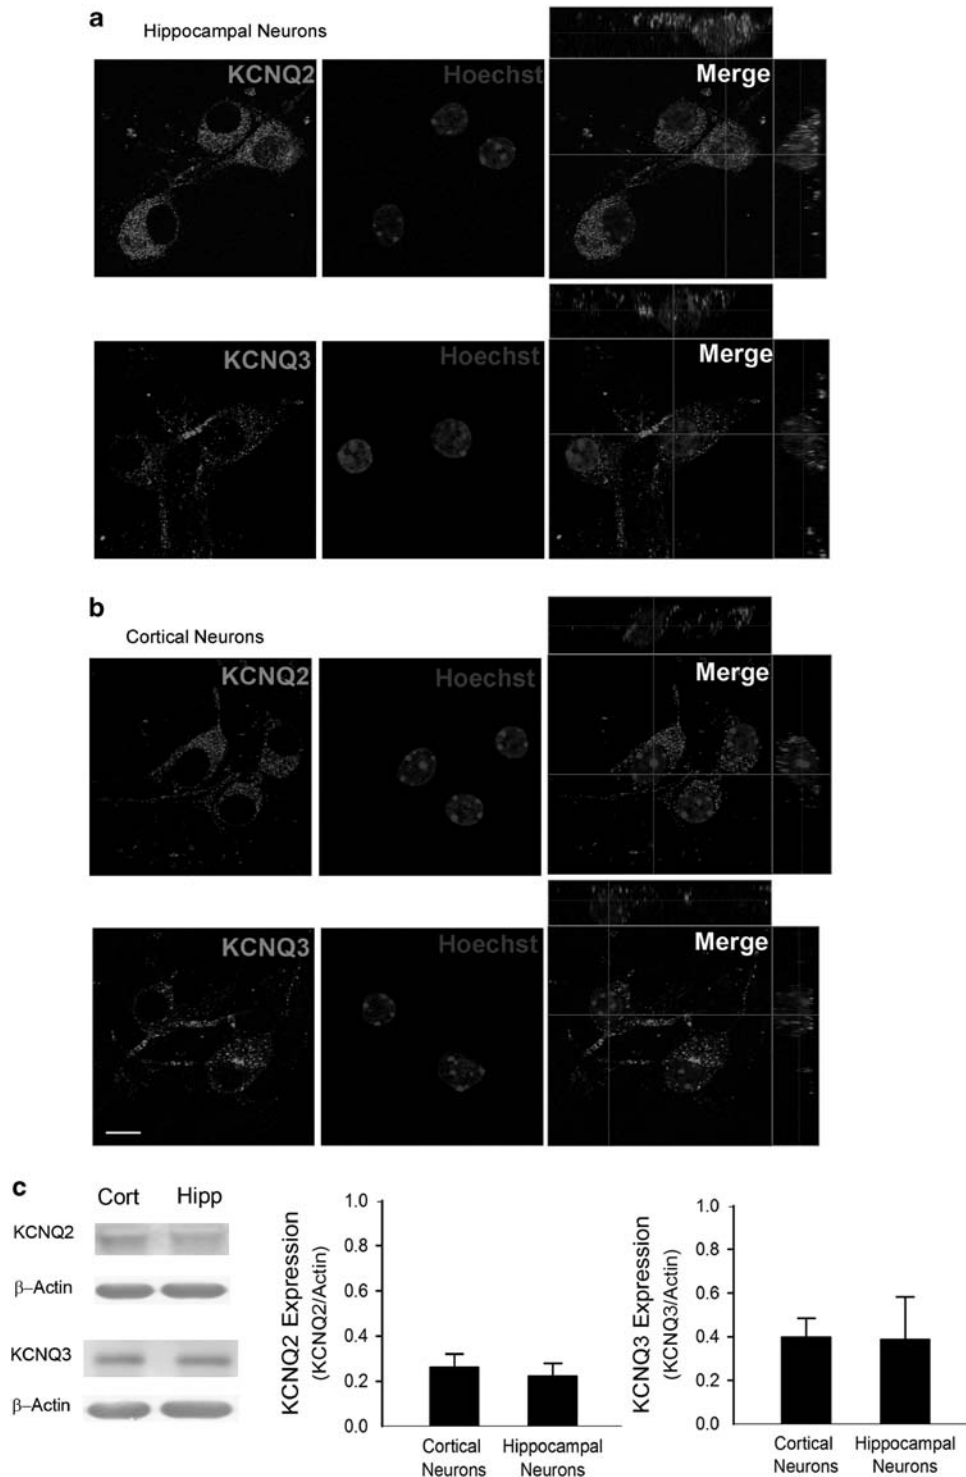 a
Hippocampal Neurons
KCNQ2
Hoechst
Merge
KCNQ3
Hoechst
Merge
b
Cortical Neurons
KCNQ2
Hoechst
Merge
KCNQ3
Hoechst
Merge
c
Cort Hipp
KCNQ2
β–Actin
KCNQ3
β–Actin
KCNQ2 Expression
(KCNQ2/Actin)
1.0
0.8
0.6
0.4
0.2
0.0
Cortical
Neurons
Hippocampal
Neurons
KCNQ3 Expression
(KCNQ3/Actin)
1.0
0.8
0.6
0.4
0.2
0.0
Cortical
Neurons
Hippocampal
Neurons